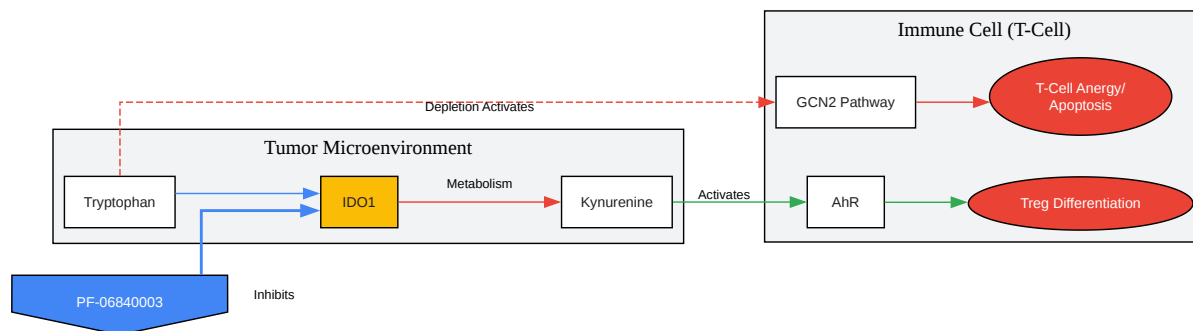 Immune Cell (T-Cell)
T-Cell Anergy/
Apoptosis
GCN2 Pathway
Depletion Activates
Tumor Microenvironment
Metabolism
Tryptophan
IDO1
Kynurenine
Activates
AhR
Treg Differentiation
PF-06840003
Inhibits